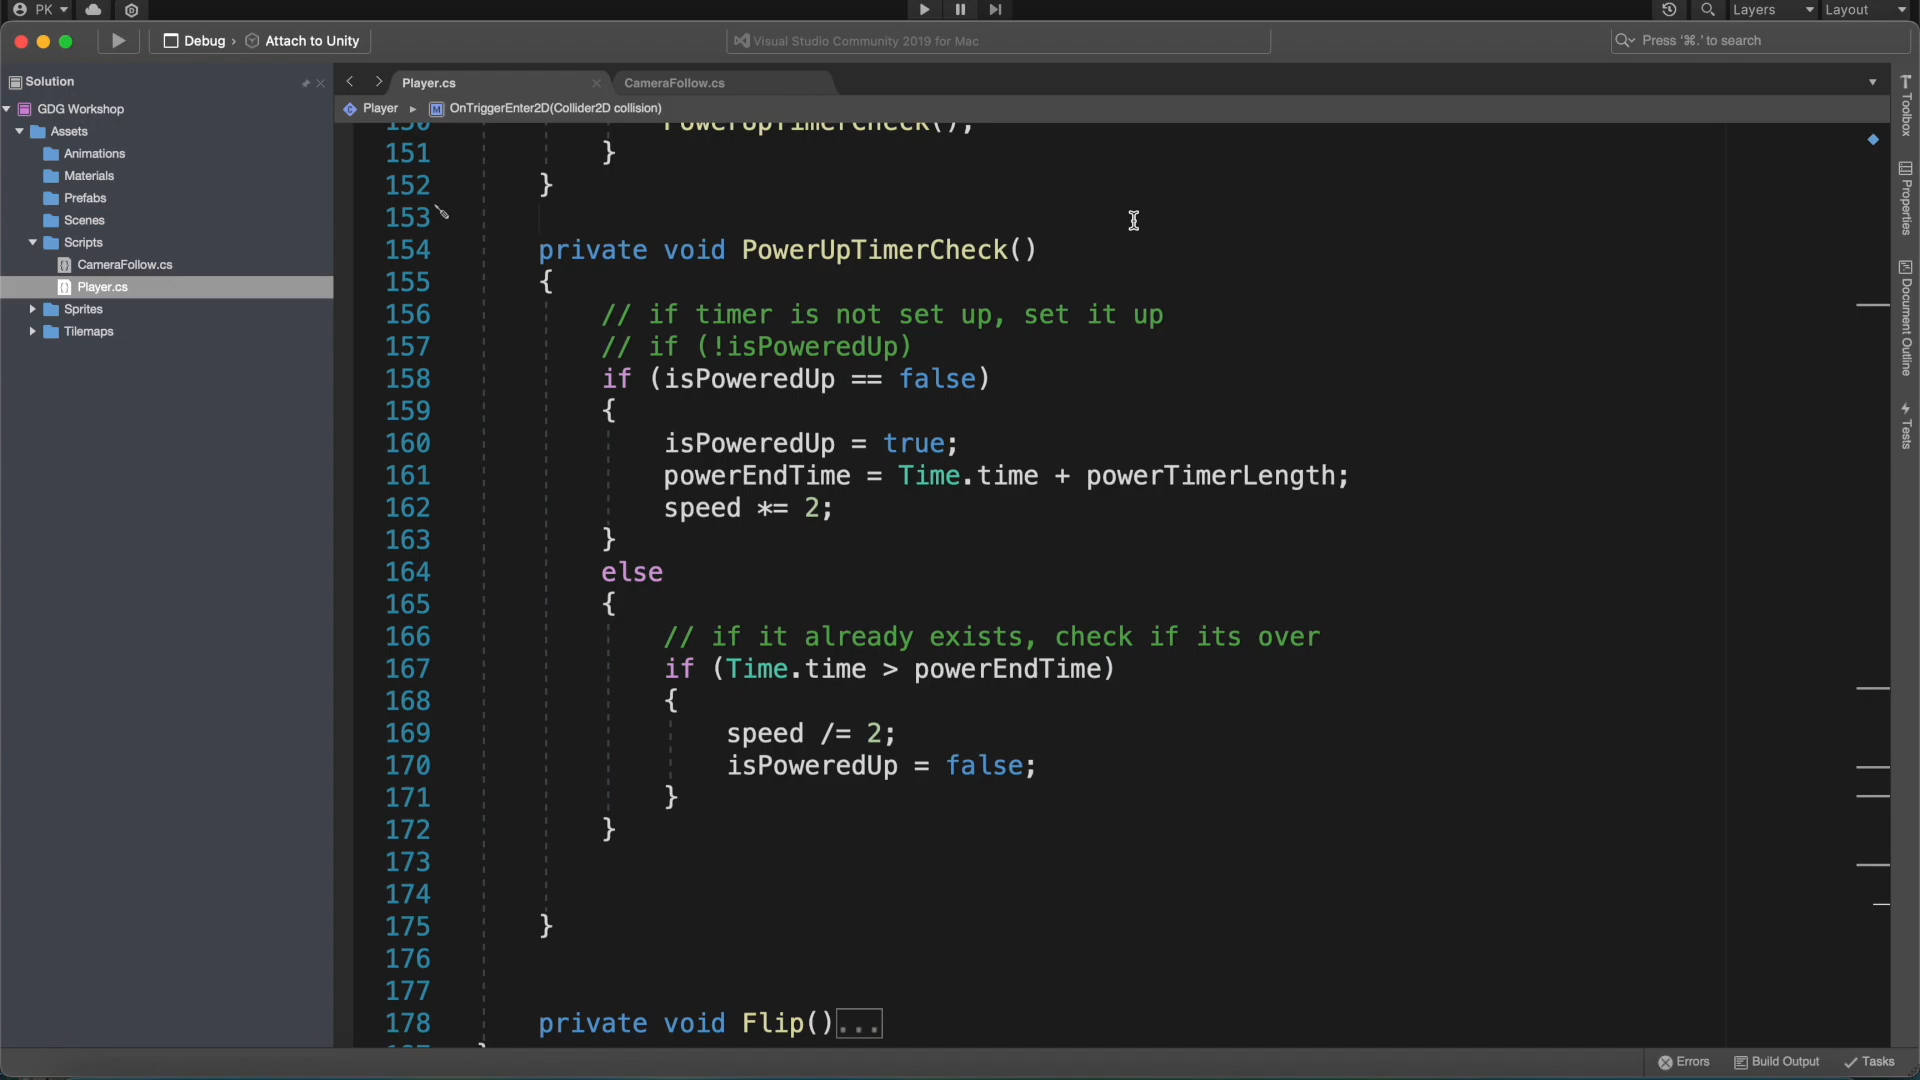 PK
Layers
Layout
Debug › Attach to Unity
Visual Studio Community 2019 for Mac
Press '⌘.' to search
Solution
GDG Workshop
Assets
Animations
Materials
Prefabs
Scenes
Scripts
CameraFollow.cs
Player.cs
Sprites
Tilemaps
Player.cs
CameraFollow.cs
Player
M OnTriggerEnter2D(Collider2D collision)
150 PowerUpTimerCheck();
151 }
152 }
153
154 private void PowerUpTimerCheck()
155 {
156 // if timer is not set up, set it up
157 // if (!isPoweredUp)
158 if (isPoweredUp == false)
159 {
160 isPoweredUp = true;
161 powerEndTime = Time.time + powerTimerLength;
162 speed *= 2;
163 }
164 else
165 {
166 // if it already exists, check if its over
167 if (Time.time > powerEndTime)
168 {
169 speed /= 2;
170 isPoweredUp = false;
171 }
172 }
173
174
175 }
176
177
178 private void Flip()...
Toolbox
Properties
Document Outline
Tests
Errors
Build Output
Tasks